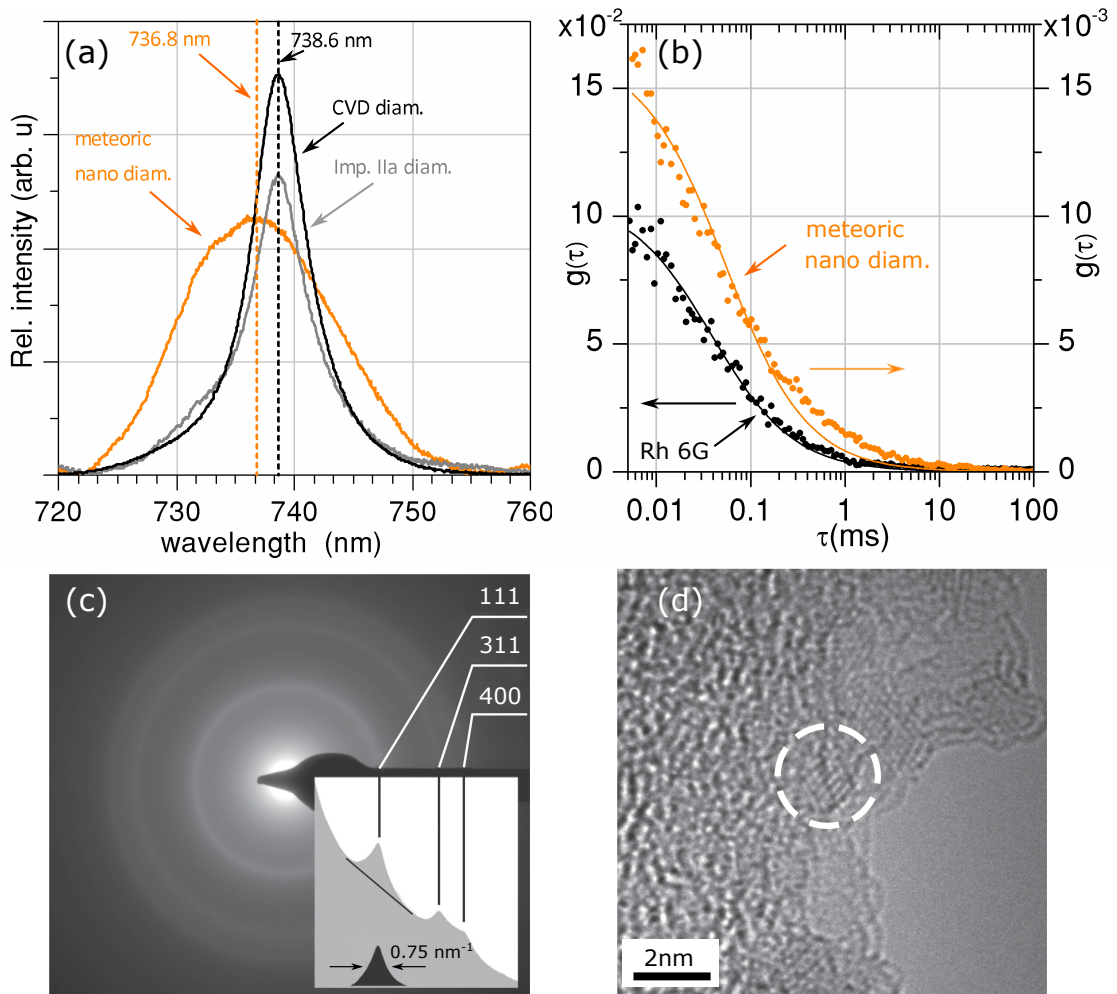 (a)
736.8 nm
738.6 nm
CVD diam.
meteoric
nano diam.
Imp. IIa diam.
Rel. intensity (arb. u)
720
730
740
750
760
wavelength (nm)
x10⁻²
x10⁻³
(b)
15
10
5
0
15
10
5
0
g(τ)
g(τ)
meteoric
nano diam.
Rh 6G
0.01
0.1
1
10
100
τ(ms)
(c)
111
311
400
0.75 nm⁻¹
(d)
2nm